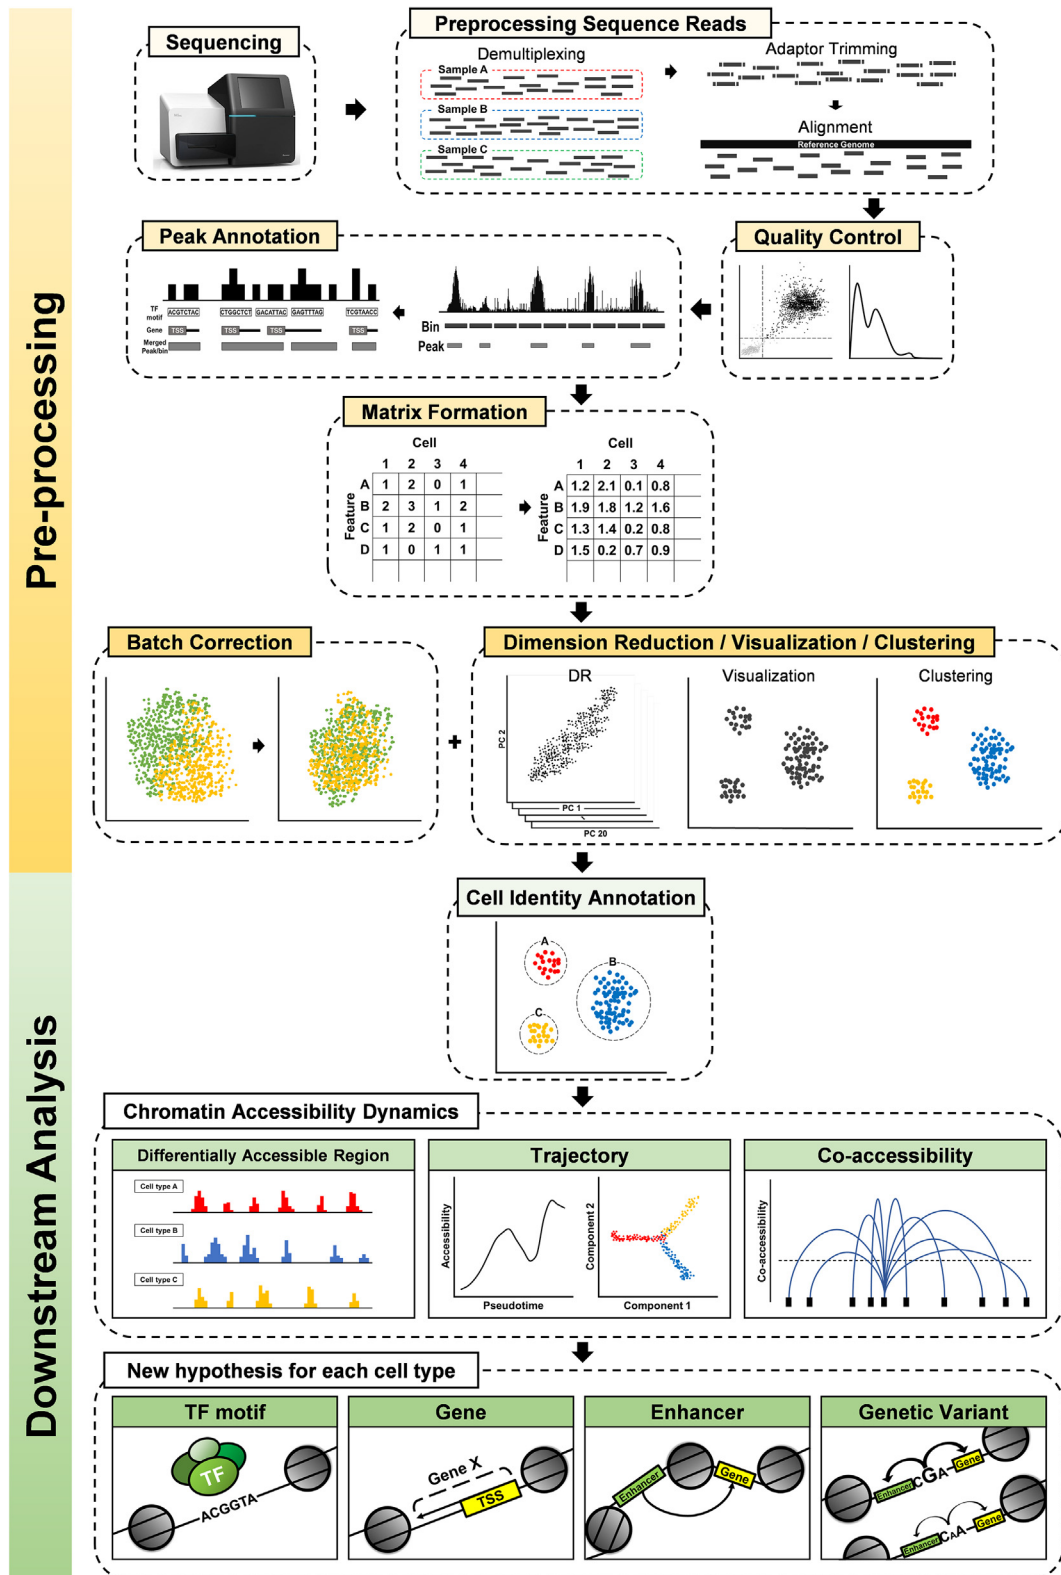 Pre-processing
Sequencing
Preprocessing Sequence Reads
Demultiplexing
Sample A
Sample B
Sample C
Adaptor Trimming
Alignment
Reference Genome
Peak Annotation
TF
motif
ACGTCTAC
CTGGCTCT
GACATTAC
GAGTTTAG
TCGTAACC
Gene
TSS
TSS
TSS
TSS
Merged
Peak/bin
Bin
Peak
Quality Control
Matrix Formation
Cell
1 2 3 4
Feature
A 1 2 0 1
B 2 3 1 2
C 1 2 0 1
D 1 0 1 1
Cell
1 2 3 4
Feature
A 1.2 2.1 0.1 0.8
B 1.9 1.8 1.2 1.6
C 1.3 1.4 0.2 0.8
D 1.5 0.2 0.7 0.9
Batch Correction
+
Dimension Reduction / Visualization / Clustering
DR
PC 2
PC 1
PC 20
Visualization
Clustering
Downstream Analysis
Cell Identity Annotation
A
B
C
Chromatin Accessibility Dynamics
Differentially Accessible Region
Cell type A
Cell type B
Cell type C
Trajectory
Accessibility
Pseudotime
Component 2
Component 1
Co-accessibility
Co-accessibility
New hypothesis for each cell type
TF motif
TF
ACGGTA
Gene
Gene X
TSS
Enhancer
Enhancer
Gene
Genetic Variant
Enhancer
CGA
Gene
Enhancer
CAA
Gene